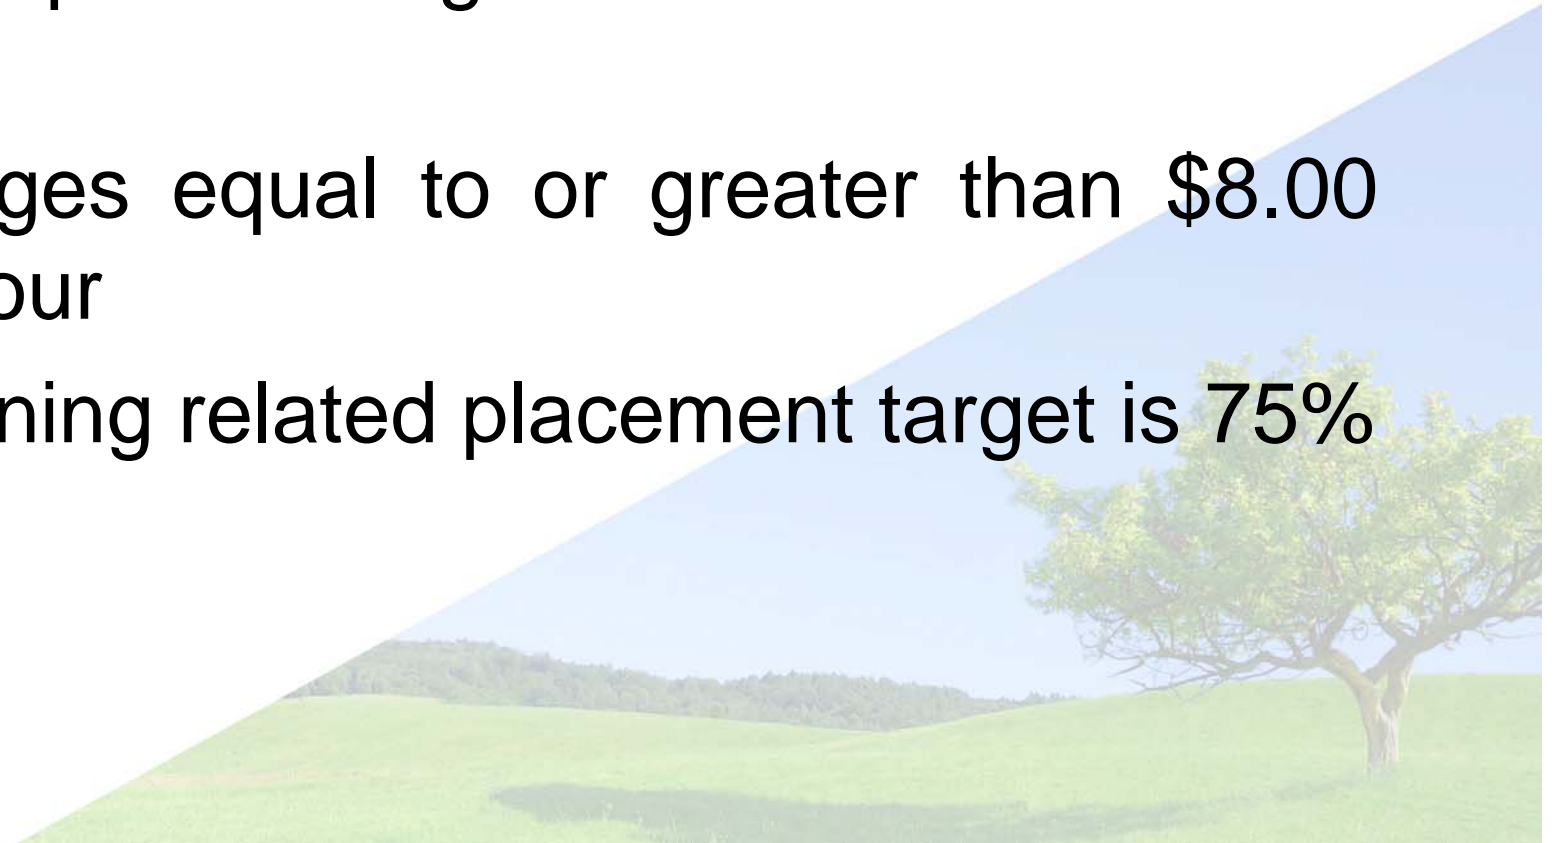 ges equal to or greater than $8.00
our
ning related placement target is 75%